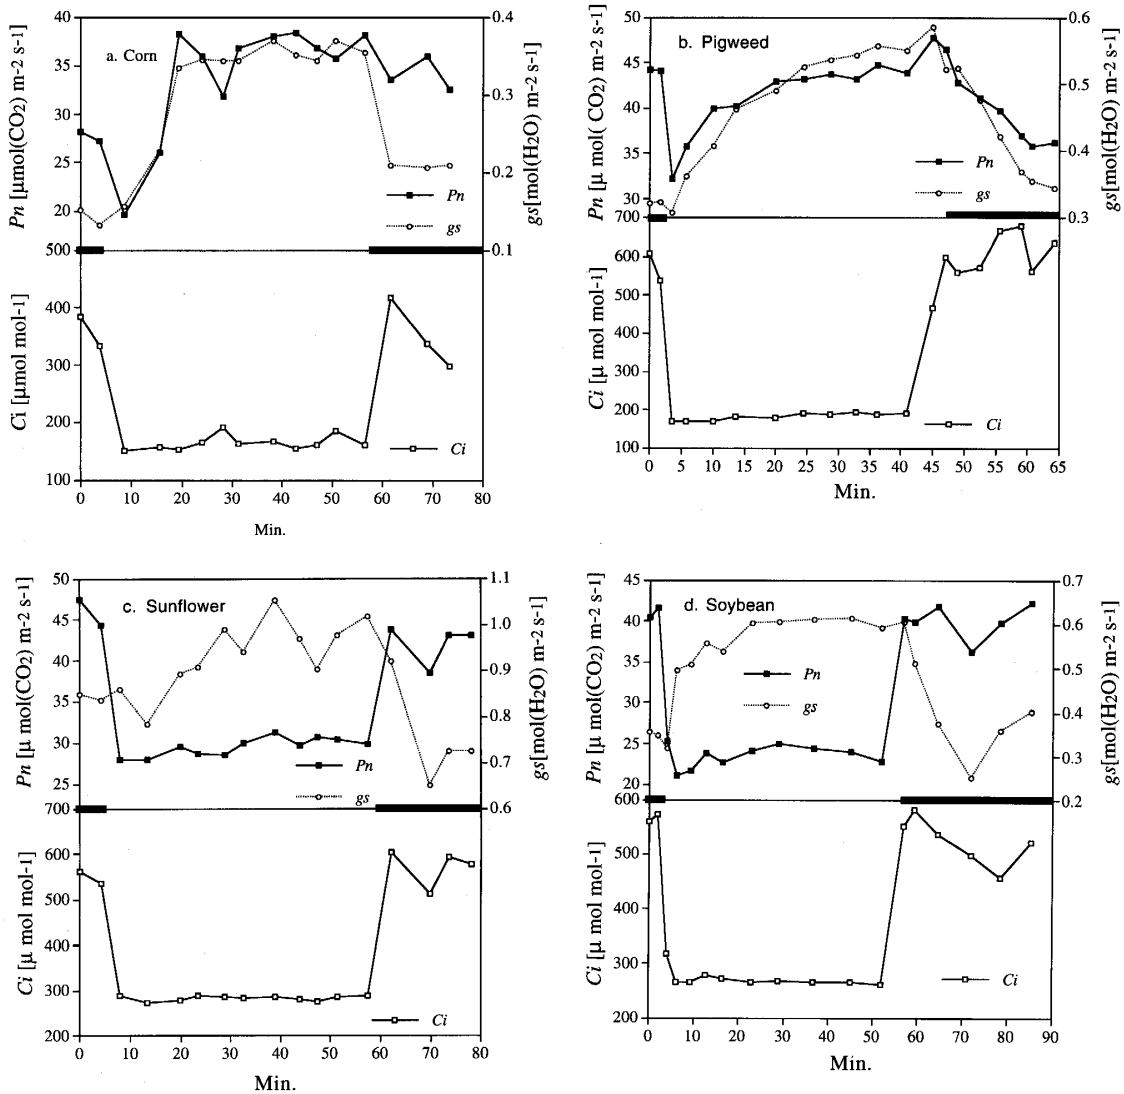 a. Corn
Pn [µmol(CO2) m-2 s-1]
40
35
30
25
20
0.4
0.3
0.2
0.1
gs[mol(H2O) m-2 s-1]
Pn
gs
Ci [µmol mol-1]
500
400
300
200
100
Ci
0 10 20 30 40 50 60 70 80
Min.
b. Pigweed
Pn [µ mol( CO2) m-2 s-1]
50
45
40
35
30
0.6
0.5
0.4
0.3
gs[mol(H2O) m-2 s-1]
Pn
gs
Ci [µ mol mol-1]
700
600
500
400
300
200
100
Ci
0 5 10 15 20 25 30 35 40 45 50 55 60 65
Min.
c. Sunflower
Pn [µ mol(CO2) m-2 s-1]
50
45
40
35
30
25
1.1
1.0
0.9
0.8
0.7
0.6
gs[mol(H2O) m-2 s-1]
Pn
gs
Ci [µ mol mol-1]
700
600
500
400
300
200
Ci
0 10 20 30 40 50 60 70 80
Min.
d. Soybean
Pn [µ mol(CO2) m-2 s-1]
45
40
35
30
25
20
0.7
0.6
0.5
0.4
0.3
0.2
gs[mol(H2O) m-2 s-1]
Pn
gs
Ci [µ mol mol-1]
600
500
400
300
200
Ci
0 10 20 30 40 50 60 70 80 90
Min.